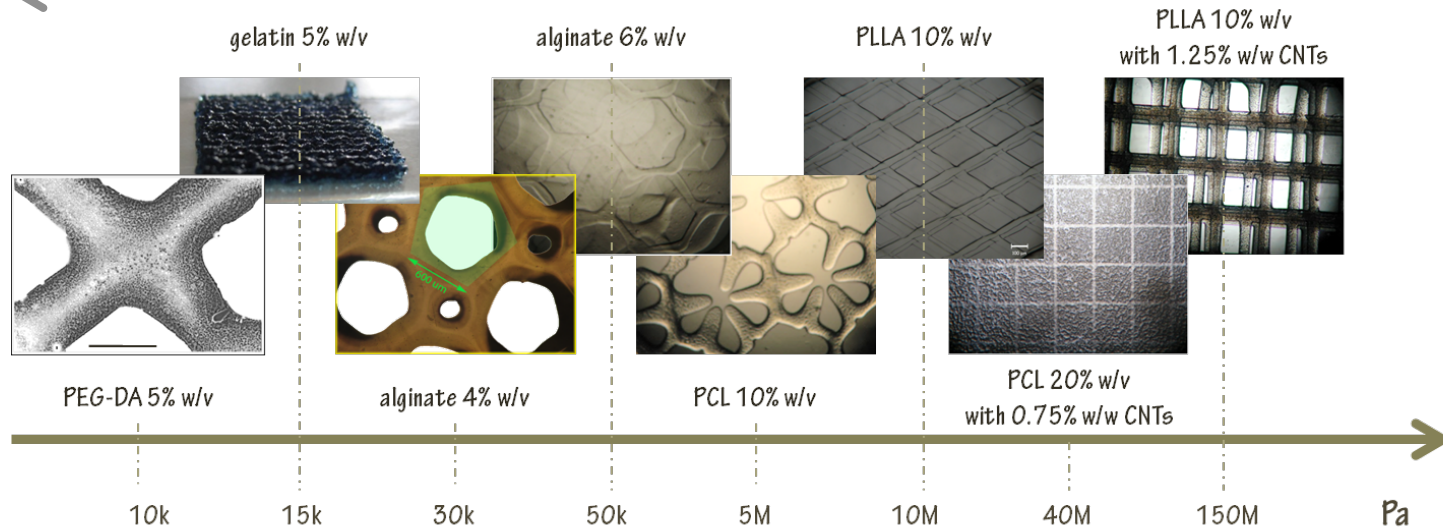 gelatin 5% w/v
alginate 6% w/v
PLLA 10% w/v
PLLA 10% w/v
with 1.25% w/w CNTs
600 um
PEG-DA 5% w/v
alginate 4% w/v
PCL 10% w/v
PCL 20% w/v
with 0.75% w/w CNTs
10k
15k
30k
50k
5M
10M
40M
150M
Pa